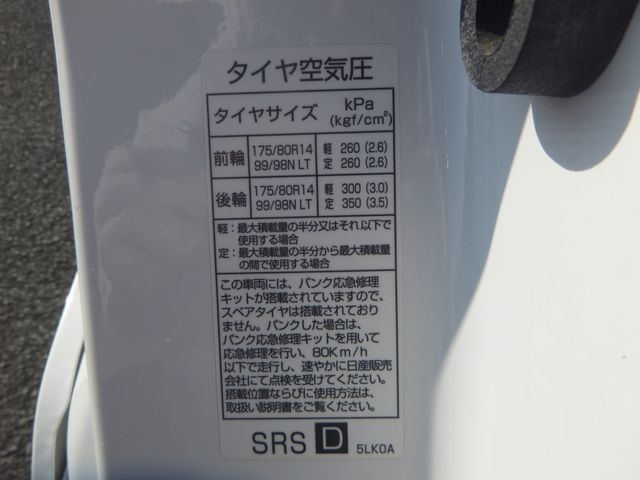 タイヤ空気圧
タイヤサイズ kPa (kgf/cm²)
前輪 175/80R14 99/98N LT 軽 260 (2.6)
定 260 (2.6)
後輪 175/80R14 99/98N LT 軽 300 (3.0)
定 350 (3.5)
軽：最大積載量の半分又はそれ以下で
使用する場合
定：最大積載量の半分から最大積載量
の間で使用する場合
この車両には、パンク応急修理
キットが搭載されていますので、
スペアタイヤは搭載されており
ません。パンクした場合は、
パンク応急修理キットを用いて
応急修理を行い、80Km/h
以下で走行し、速やかに日産販売
会社にて点検を受けてください。
搭載位置ならびに使用方法は、
取扱い説明書をご覧ください。
SRS D 5LK0A